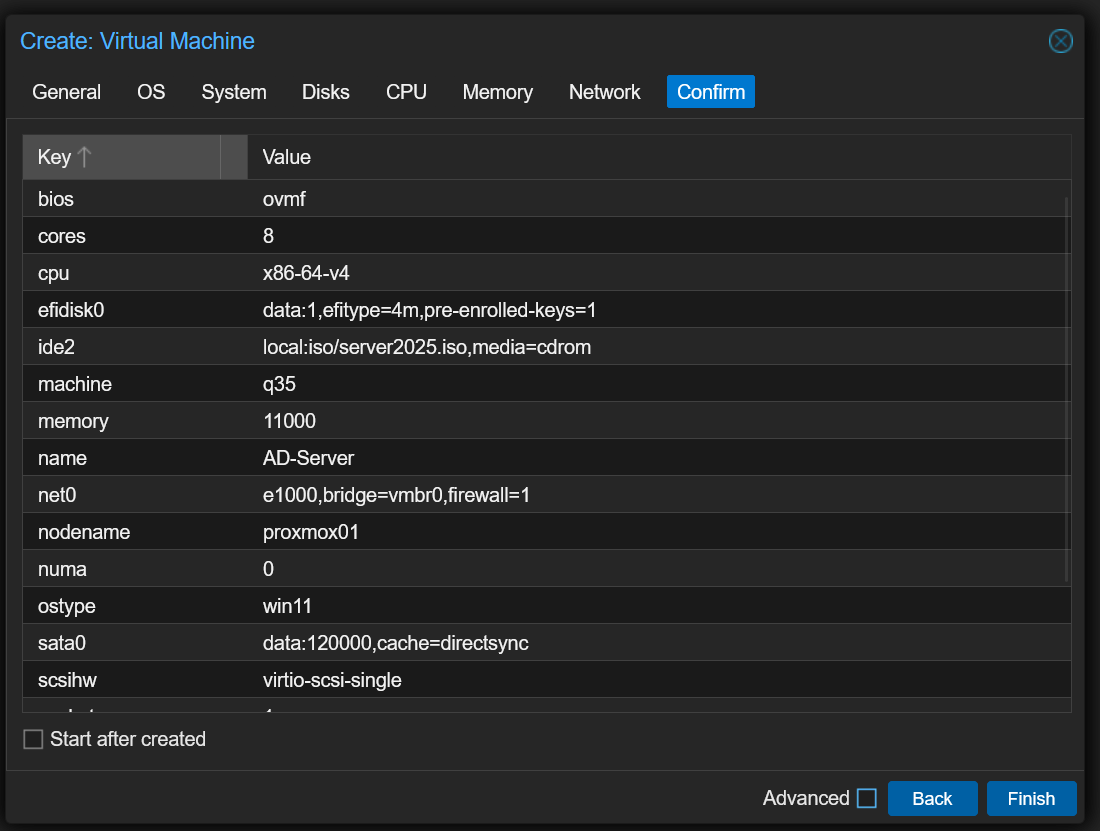 Create: Virtual Machine
General OS System Disks CPU Memory Network Confirm
Key Value
bios ovmf
cores 8
cpu x86-64-v4
efidisk0 data:1,efitype=4m,pre-enrolled-keys=1
ide2 local:iso/server2025.iso,media=cdrom
machine q35
memory 11000
name AD-Server
net0 e1000,bridge=vmbr0,firewall=1
nodename proxmox01
numa 0
ostype win11
sata0 data:120000,cache=directsync
scsihw virtio-scsi-single
Start after created
Advanced Back Finish